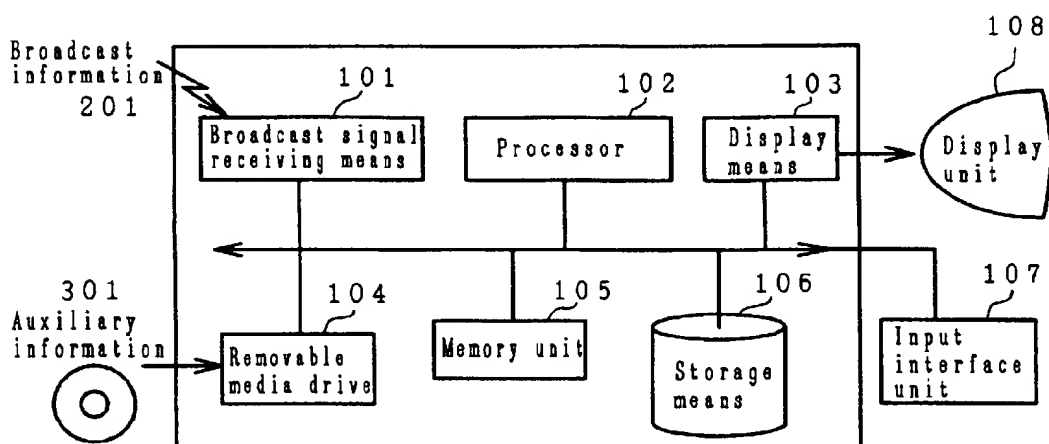 Broadcast
information
201
101
Broadcast signal
receiving means
102
Processor
103
Display
means
108
Display
unit
301
Auxiliary
information
104
Removable
media drive
105
Memory unit
106
Storage
means
107
Input
interface
unit